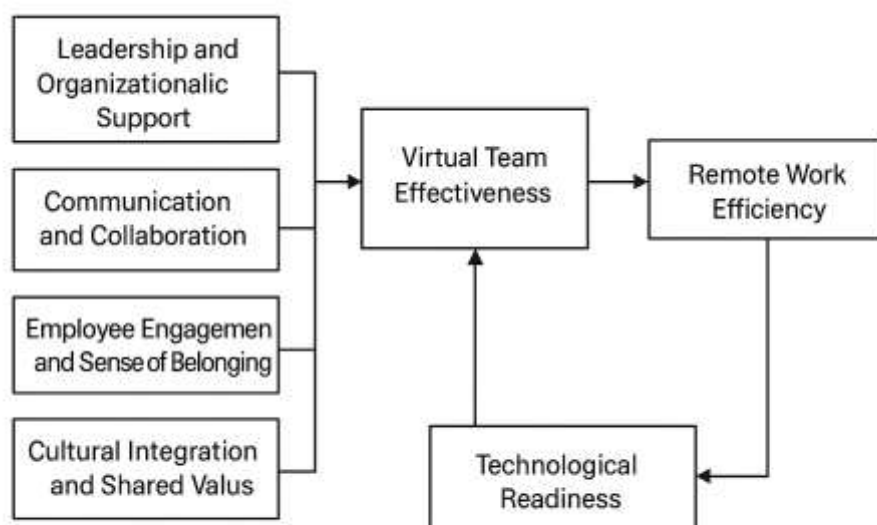 Leadership and
Organizationalic
Support
Communication
and Collaboration
Employee Engagemen
and Sense of Belonging
Cultural Integration
and Shared Valus
Virtual Team
Effectiveness
Remote Work
Efficiency
Technological
Readiness